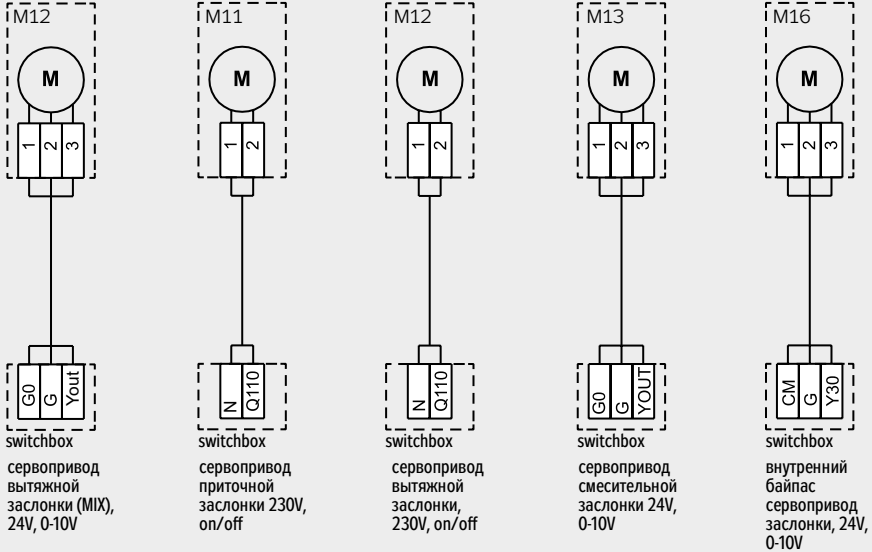 M12
M11
M12
M13
M16
M
M
M
M
M
1 2 3
1 2
1 2
1 2 3
1 2 3
G0 G Yout
N Q110
N Q110
G0 G YOUT
CM G Y30
switchbox
switchbox
switchbox
switchbox
switchbox
сервопривод
вытяжной
заслонки (MIX),
24V, 0-10V
сервопривод
приточной
заслонки 230V,
on/off
сервопривод
вытяжной
заслонки,
230V, on/off
сервопривод
смесительной
заслонки 24V,
0-10V
внутренний
байпас
сервопривод
заслонки, 24V,
0-10V